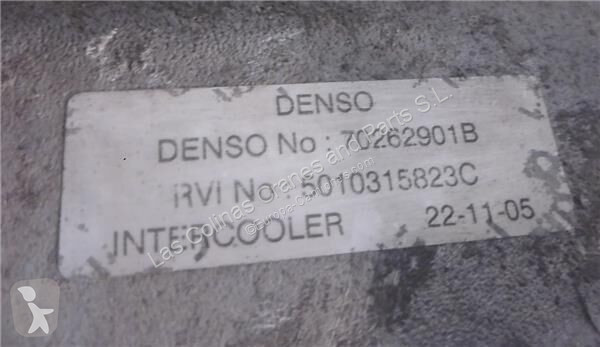 DENSO
DENSO No : 70262901B
RVI No : 5010315823C
INTERCOOLER 22-11-05
Las Colinas Cranes and Parts S.L.